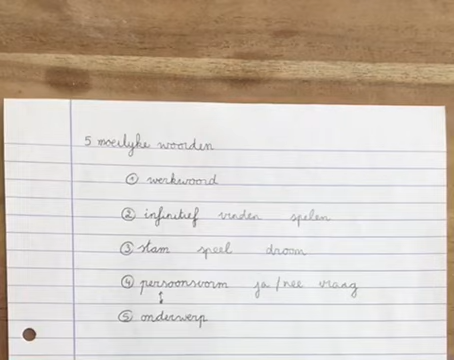 5 moeilyke woorden
① werkwoord
② infinitief vinden spelen
③ stam speel droom
④ persoonsvorm ja/nee vraag
↕
⑤ onderwerp